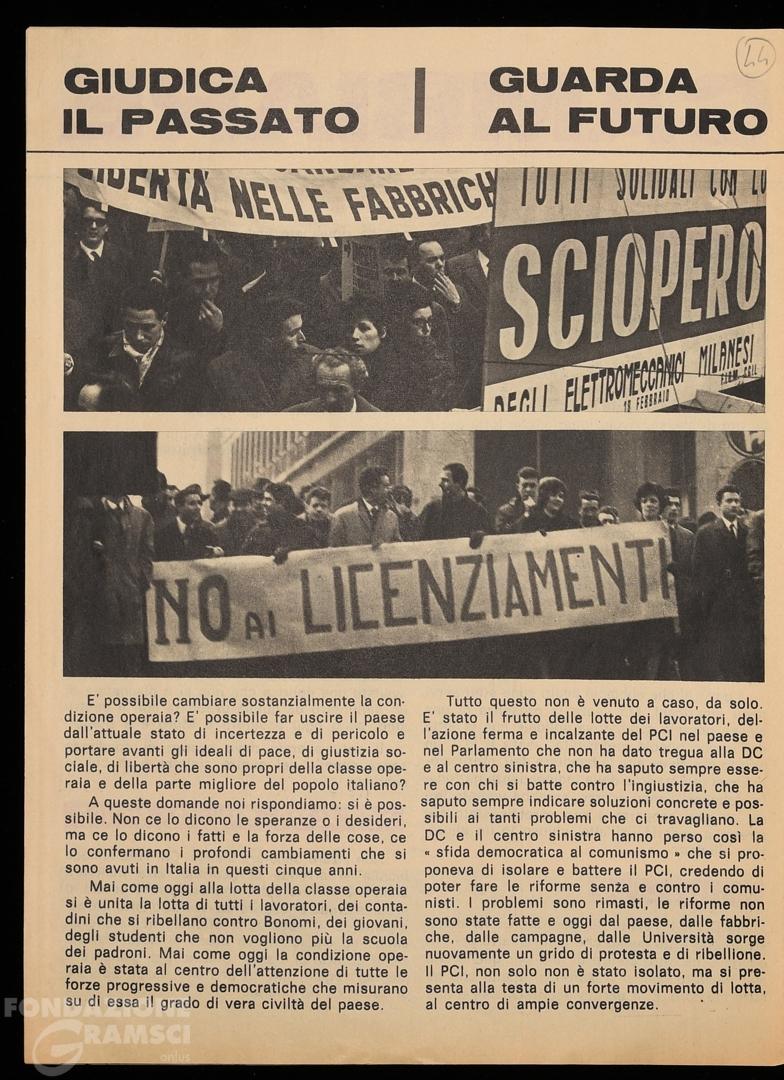 44
GIUDICA
IL PASSATO
GUARDA
AL FUTURO
LIBERTÀ NELLE FABBRICH
TUTTI SOLIDALI CON LO
SCIOPERO
DEGLI ELETTROMECCANICI MILANESI
18 FEBBRAIO
NO AI LICENZIAMENTI
E' possibile cambiare sostanzialmente la con-
dizione operaia? E' possibile far uscire il paese
dall'attuale stato di incertezza e di pericolo e
portare avanti gli ideali di pace, di giustizia so-
ciale, di libertà che sono propri della classe ope-
raia e della parte migliore del popolo italiano?
A queste domande noi rispondiamo: si è pos-
sibile. Non ce lo dicono le speranze o i desideri,
ma ce lo dicono i fatti e la forza delle cose, ce
lo confermano i profondi cambiamenti che si
sono avuti in Italia in questi cinque anni.
Mai come oggi alla lotta della classe operaia
si è unita la lotta di tutti i lavoratori, dei conta-
dini che si ribellano contro Bonomi, dei giovani,
degli studenti che non vogliono più la scuola
dei padroni. Mai come oggi la condizione ope-
raia è stata al centro dell'attenzione di tutte le
forze progressive e democratiche che misurano
su di essa il grado di vera civiltà del paese.
Tutto questo non è venuto a caso, da solo.
E' stato il frutto delle lotte dei lavoratori, del-
l'azione ferma e incalzante del PCI nel paese e
nel Parlamento che non ha dato tregua alla DC
e al centro sinistra, che ha saputo sempre esse-
re con chi si batte contro l'ingiustizia, che ha
saputo sempre indicare soluzioni concrete e pos-
sibili ai tanti problemi che ci travagliano. La
DC e il centro sinistra hanno perso così la
« sfida democratica al comunismo » che si pro-
poneva di isolare e battere il PCI, credendo di
poter fare le riforme senza e contro i comu-
nisti. I problemi sono rimasti, le riforme non
sono state fatte e oggi dal paese, dalle fabbri-
che, dalle campagne, dalle Università sorge
nuovamente un grido di protesta e di ribellione.
Il PCI, non solo non è stato isolato, ma si pre-
senta alla testa di un forte movimento di lotta,
al centro di ampie convergenze.
FONDAZIONE
GRAMSCI
onlus